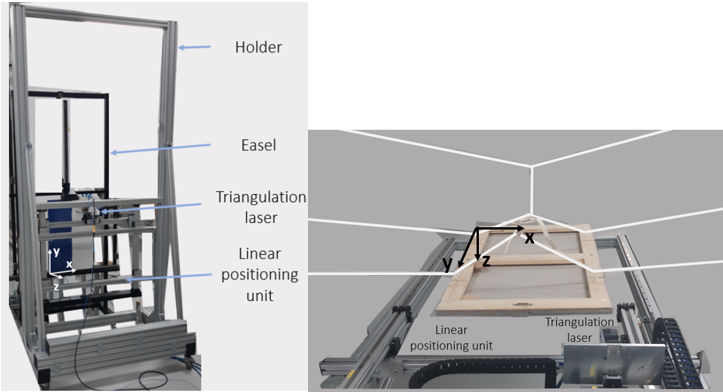 Holder
Easel
Triangulation
laser
Linear
positioning
unit
y
x
z
x
y
z
Linear
positioning unit
Triangulation
laser